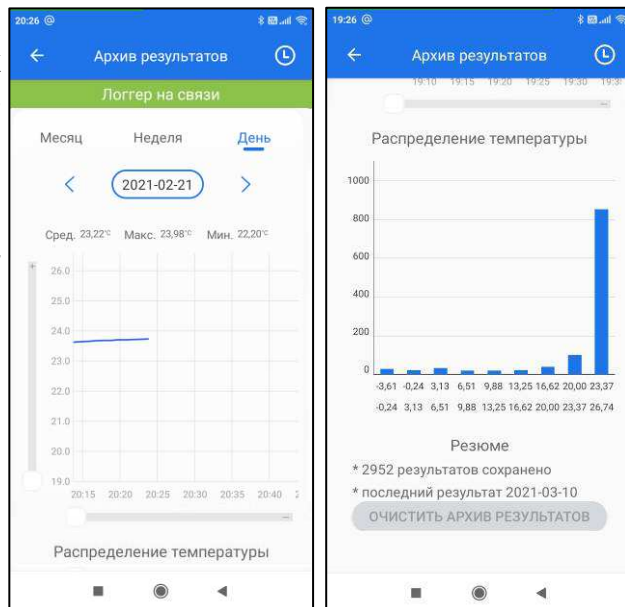 20:26 @
Архив результатов
Логгер на связи
Месяц Неделя День
2021-02-21
Сред. 23,22°C Макс. 23,98°C Мин. 22,20°C
+
26.0
25.0
24.0
23.0
22.0
21.0
20.0
19.0
20:15 20:20 20:25 20:30 20:35 20:40 2
Распределение температуры
19:26 @
Архив результатов
19:10 19:15 19:20 19:25 19:30 19:3
Распределение температуры
1000
800
600
400
200
0
-3,61 -0,24 3,13 6,51 9,88 13,25 16,62 20,00 23,37
-0,24 3,13 6,51 9,88 13,25 16,62 20,00 23,37 26,74
Резюме
* 2952 результатов сохранено
* последний результат 2021-03-10
ОЧИСТИТЬ АРХИВ РЕЗУЛЬТАТОВ